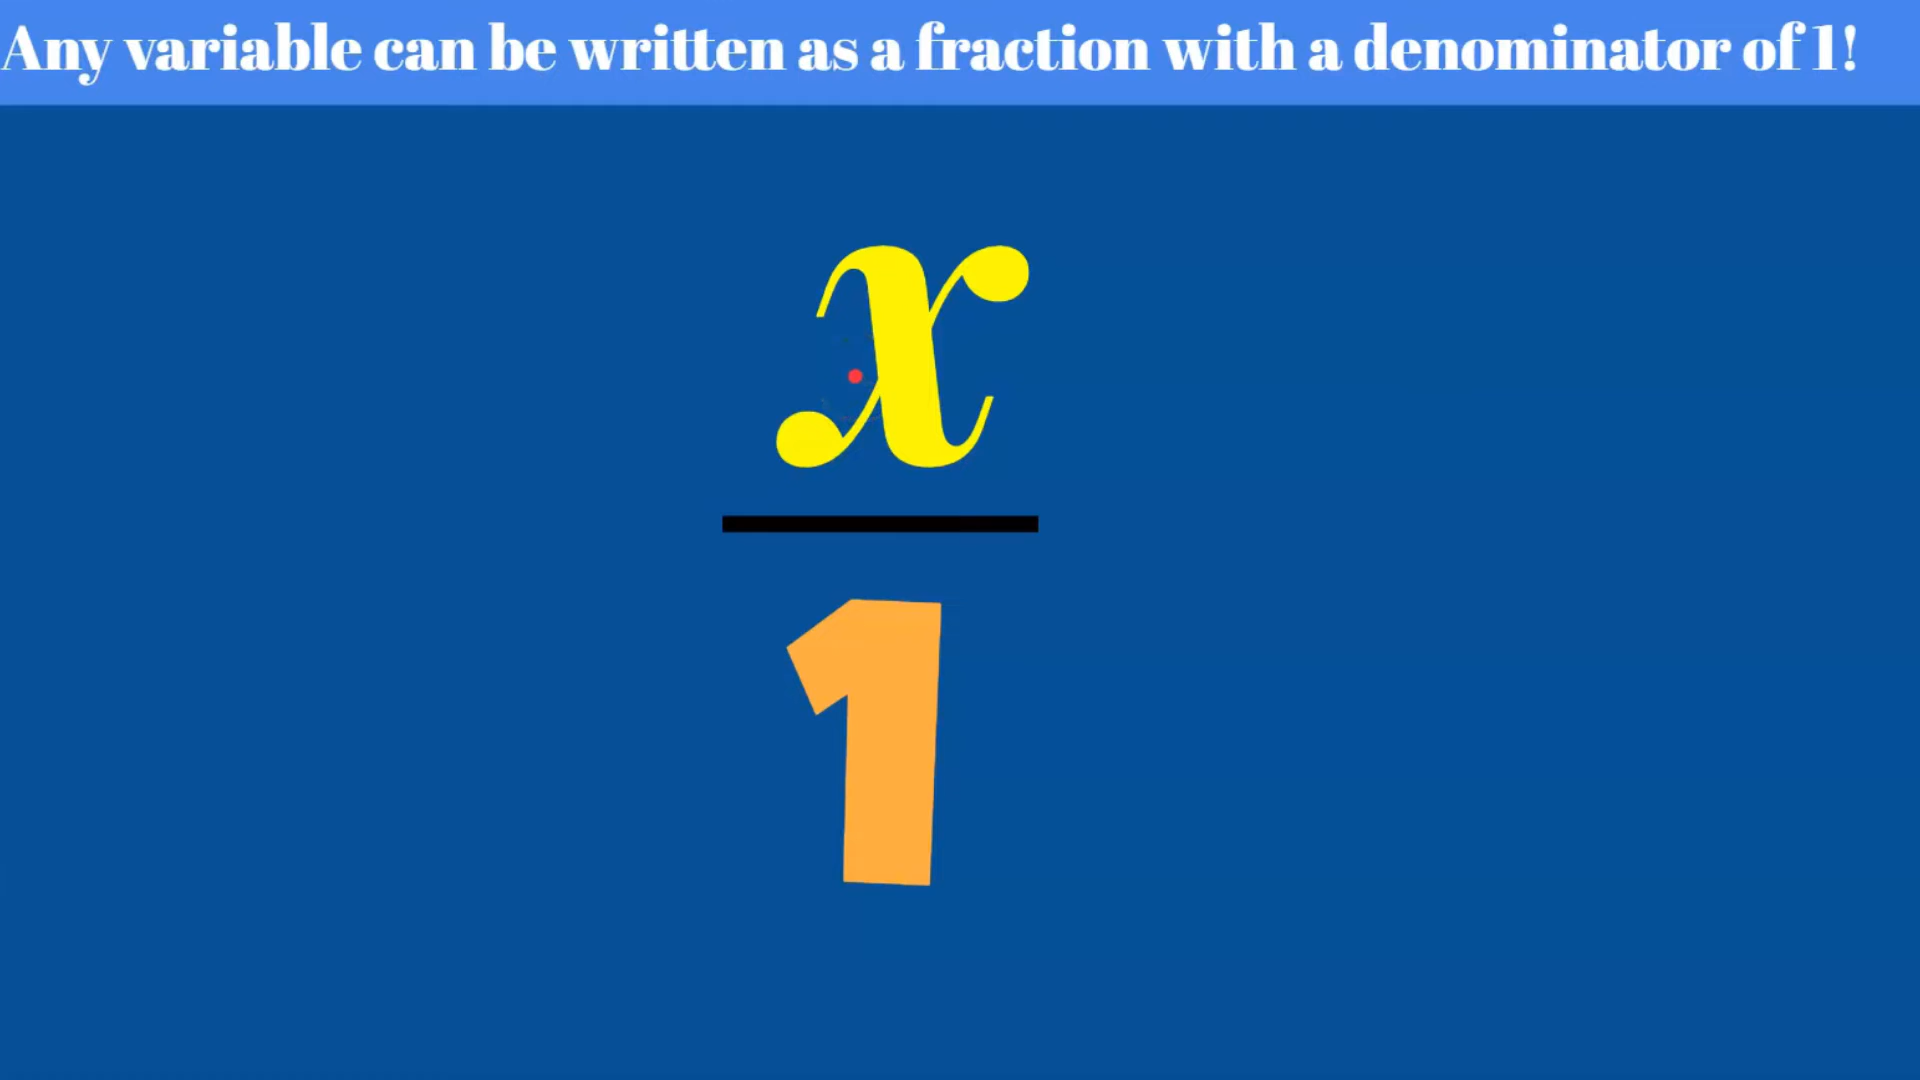 Any variable can be written as a fraction with a denominator of 1!
x
1